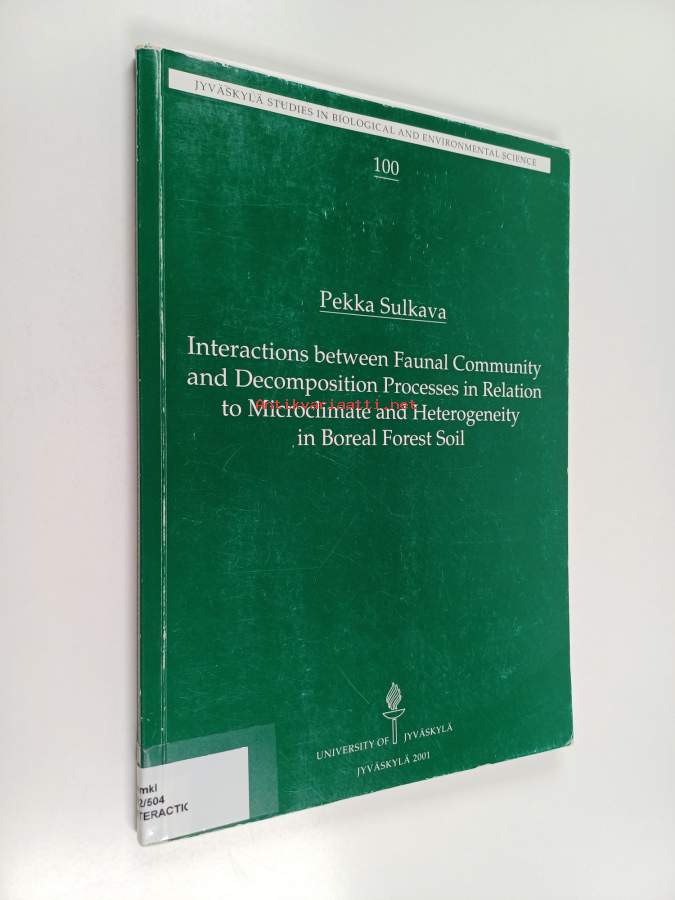 JYVÄSKYLÄ STUDIES IN BIOLOGICAL AND ENVIRONMENTAL SCIENCE
100
Pekka Sulkava
Interactions between Faunal Community
and Decomposition Processes in Relation
to Microclimate and Heterogeneity
Antikvariaatti.net
in Boreal Forest Soil
UNIVERSITY OF JYVÄSKYLÄ
JYVÄSKYLÄ 2001
mkl
2/504
TERACTIC